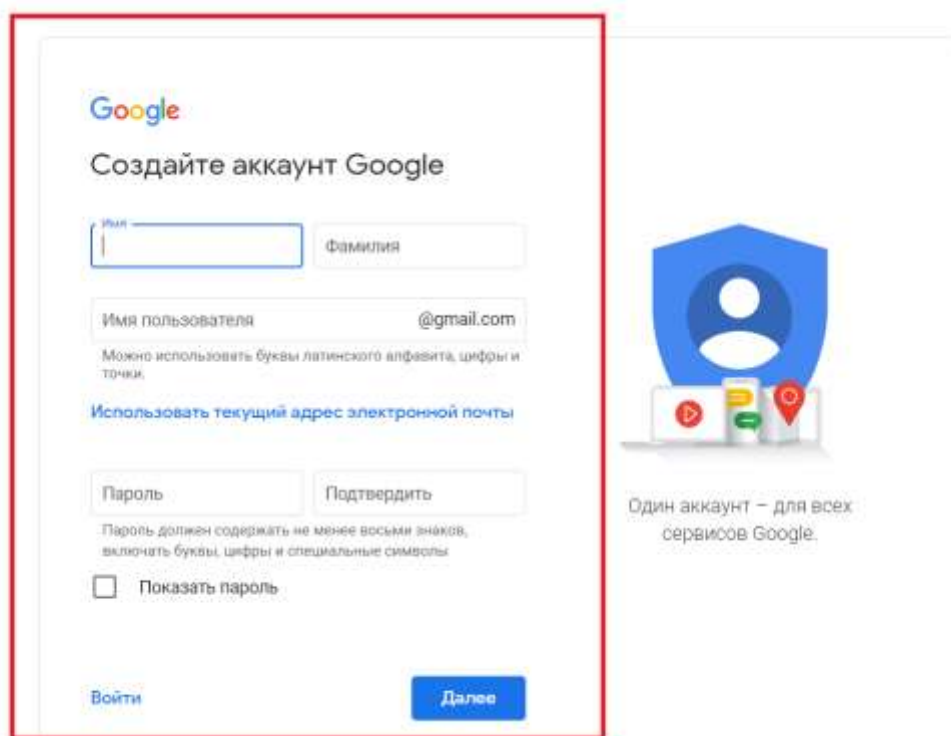 Google
Создайте аккаунт Google
Имя
Фамилия
Имя пользователя @gmail.com
Можно использовать буквы латинского алфавита, цифры и
точки.
Использовать текущий адрес электронной почты
Пароль Подтвердить
Пароль должен содержать не менее восьми знаков,
включать буквы, цифры и специальные символы
Показать пароль
Войти Далее
Один аккаунт – для всех
сервисов Google.